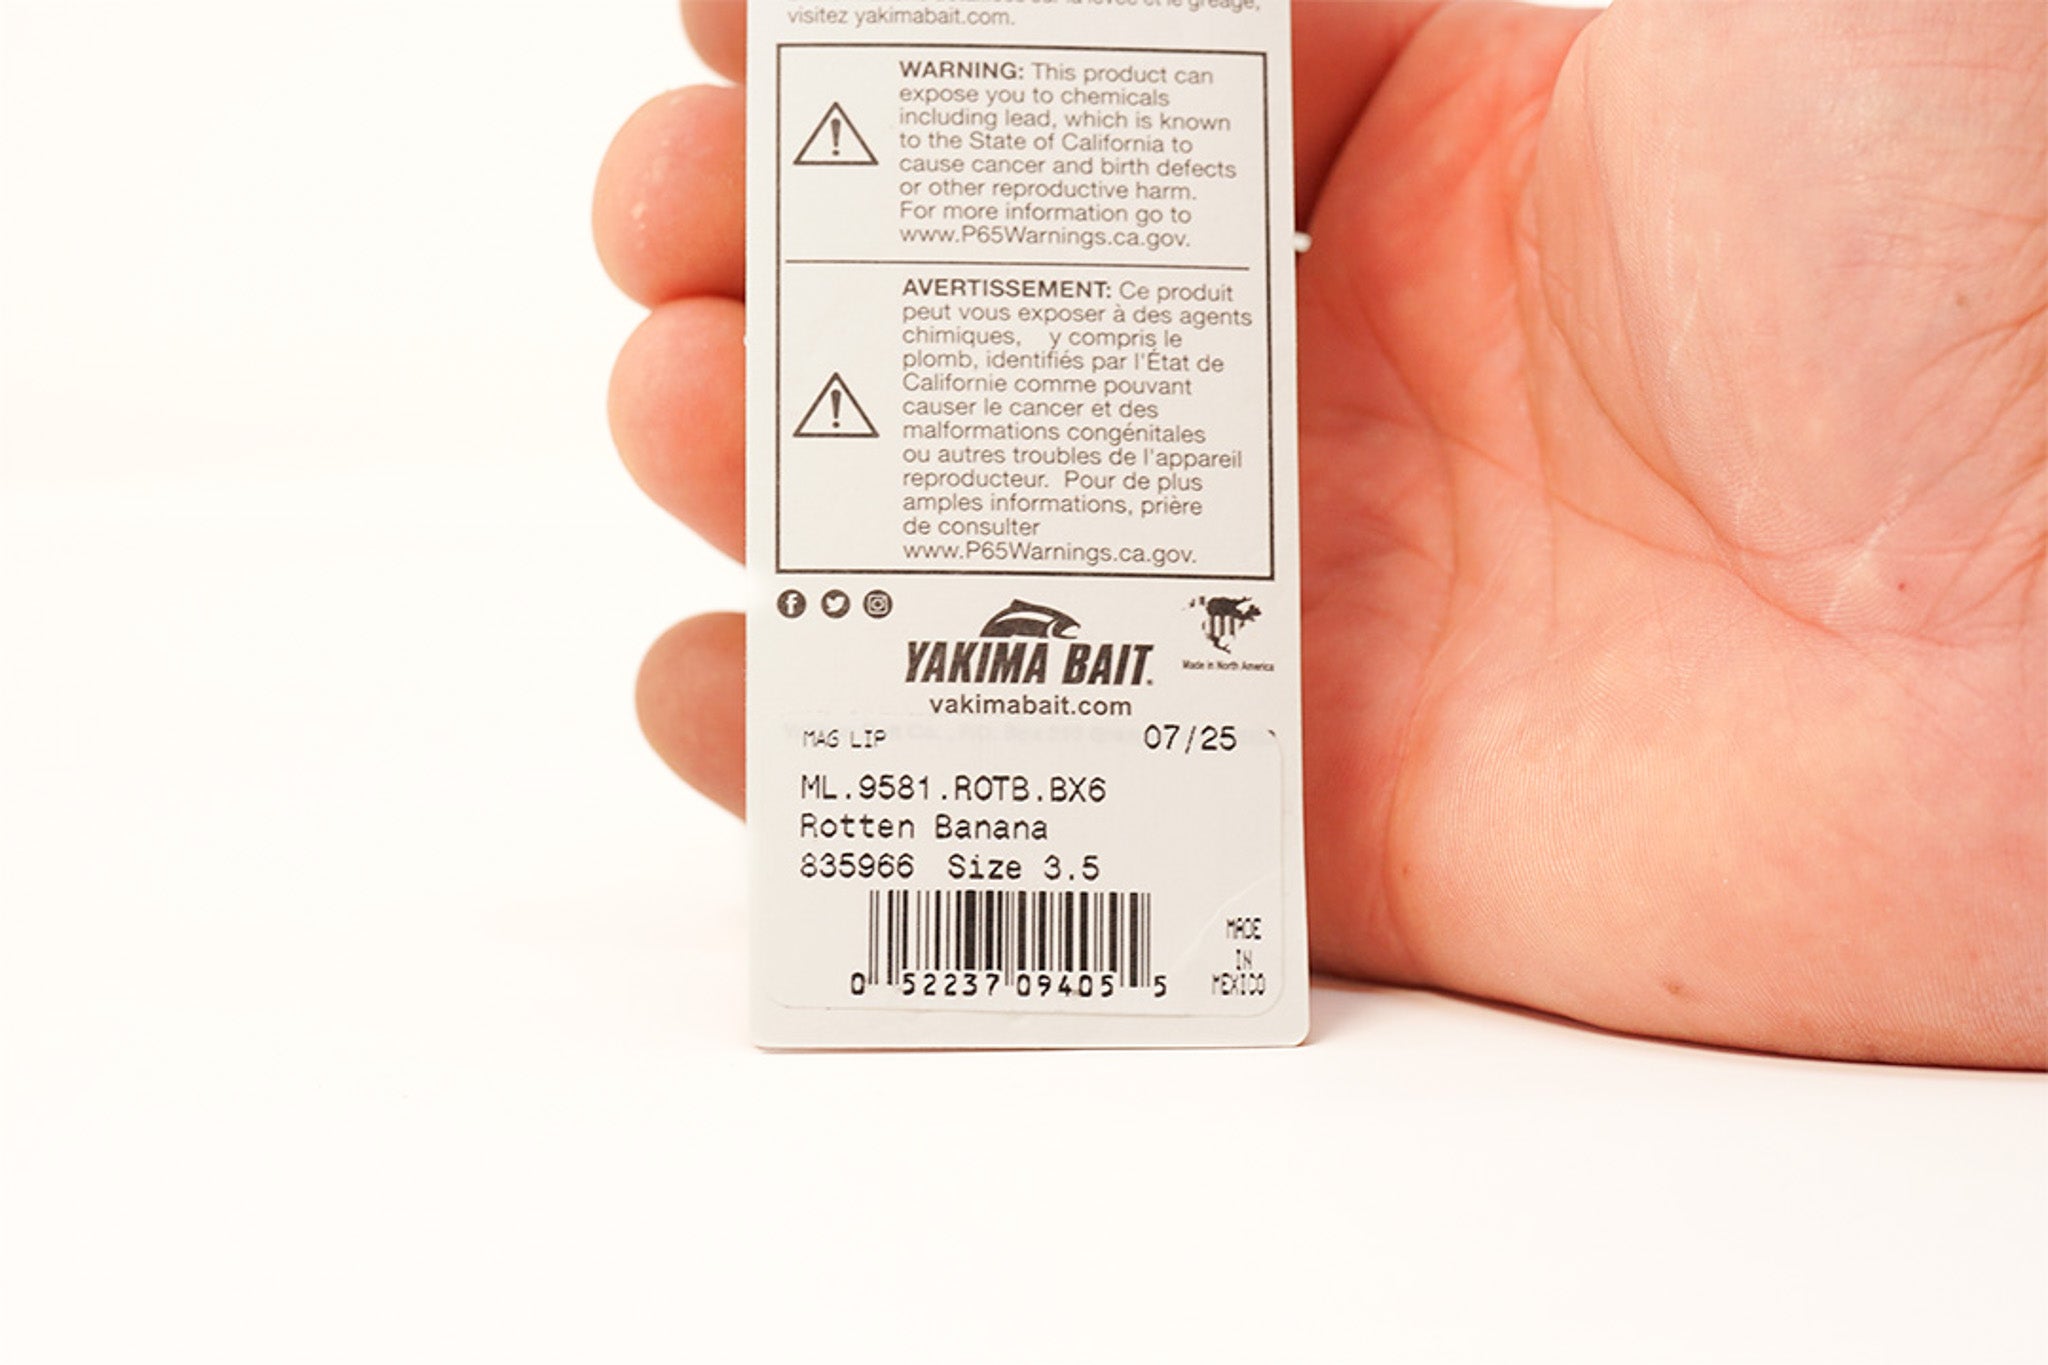 visitez yakimabait.com.
WARNING: This product can
expose you to chemicals
including lead, which is known
to the State of California to
cause cancer and birth defects
or other reproductive harm.
For more information go to
www.P65Warnings.ca.gov.
AVERTISSEMENT: Ce produit
peut vous exposer à des agents
chimiques, y compris le
plomb, identifiés par l'État de
Californie comme pouvant
causer le cancer et des
malformations congénitales
ou autres troubles de l'appareil
reproducteur. Pour de plus
amples informations, prière
de consulter
www.P65Warnings.ca.gov.
YAKIMA BAIT.
Made in North America
yakimabait.com
MAG LIP 07/25
ML.9581.ROTB.BX6
Rotten Banana
835966 Size 3.5
0 52237 09405 5
MADE
IN
MEXICO